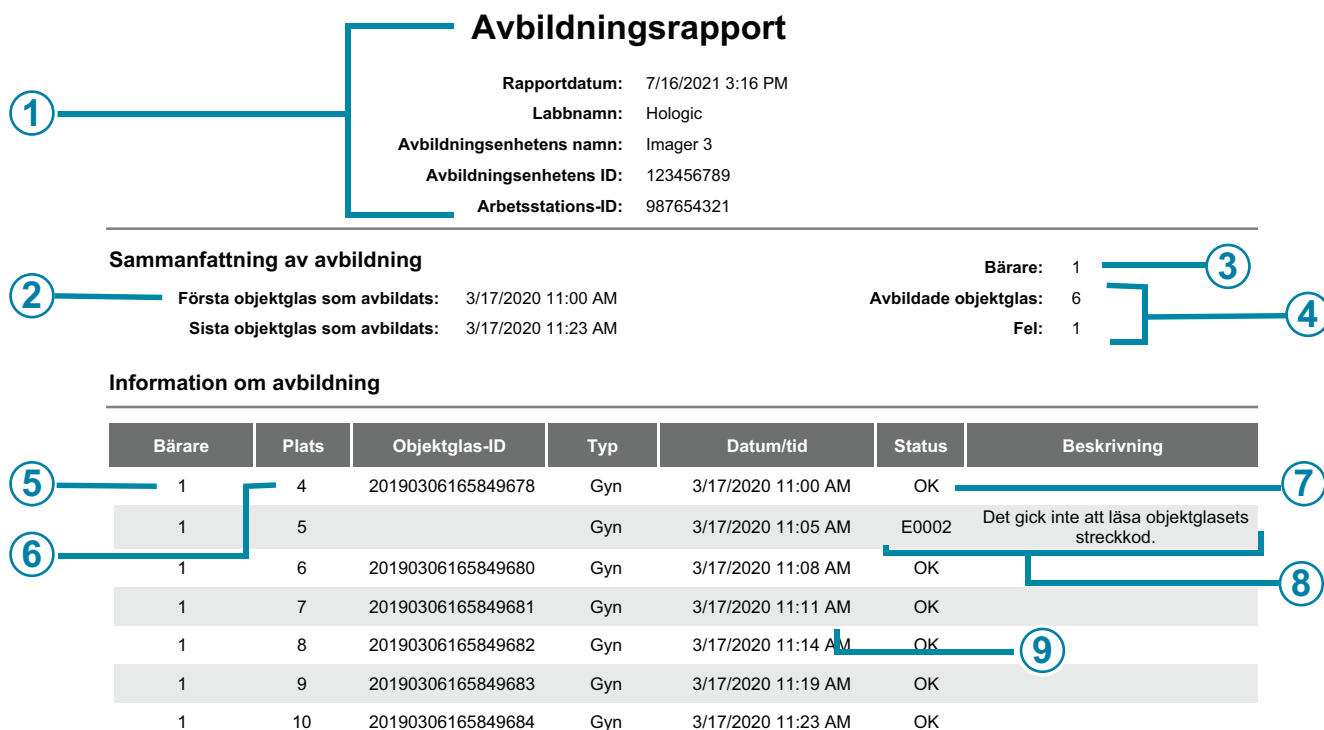 Avbildningsrapport
Rapportdatum: 7/16/2021 3:16 PM
1
Labbnamn: Hologic
Avbildningsenhetens namn: Imager 3
Avbildningsenhetens ID: 123456789
Arbetsstations-ID: 987654321
Sammanfattning av avbildning
Bärare: 1
3
2
Första objektglas som avbildats: 3/17/2020 11:00 AM
Avbildade objektglas: 6
4
Sista objektglas som avbildats: 3/17/2020 11:23 AM
Fel: 1
Information om avbildning
Bärare Plats Objektglas-ID Typ Datum/tid Status Beskrivning
5
1 4 20190306165849678 Gyn 3/17/2020 11:00 AM OK
7
1 5 Gyn 3/17/2020 11:05 AM E0002 Det gick inte att läsa objektglasets
streckkod.
6
1 6 20190306165849680 Gyn 3/17/2020 11:08 AM OK
8
1 7 20190306165849681 Gyn 3/17/2020 11:11 AM OK
1 8 20190306165849682 Gyn 3/17/2020 11:14 AM OK
9
1 9 20190306165849683 Gyn 3/17/2020 11:19 AM OK
1 10 20190306165849684 Gyn 3/17/2020 11:23 AM OK